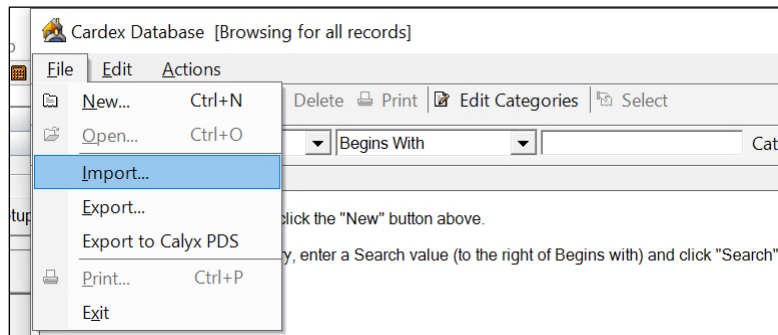 Cardex Database [Browsing for all records]
File Edit Actions
New... Ctrl+N Delete Print Edit Categories Select
Open... Ctrl+O Begins With Cat
Import...
Export... click the "New" button above.
Export to Calyx PDS y, enter a Search value (to the right of Begins with) and click "Search"
Print... Ctrl+P
Exit